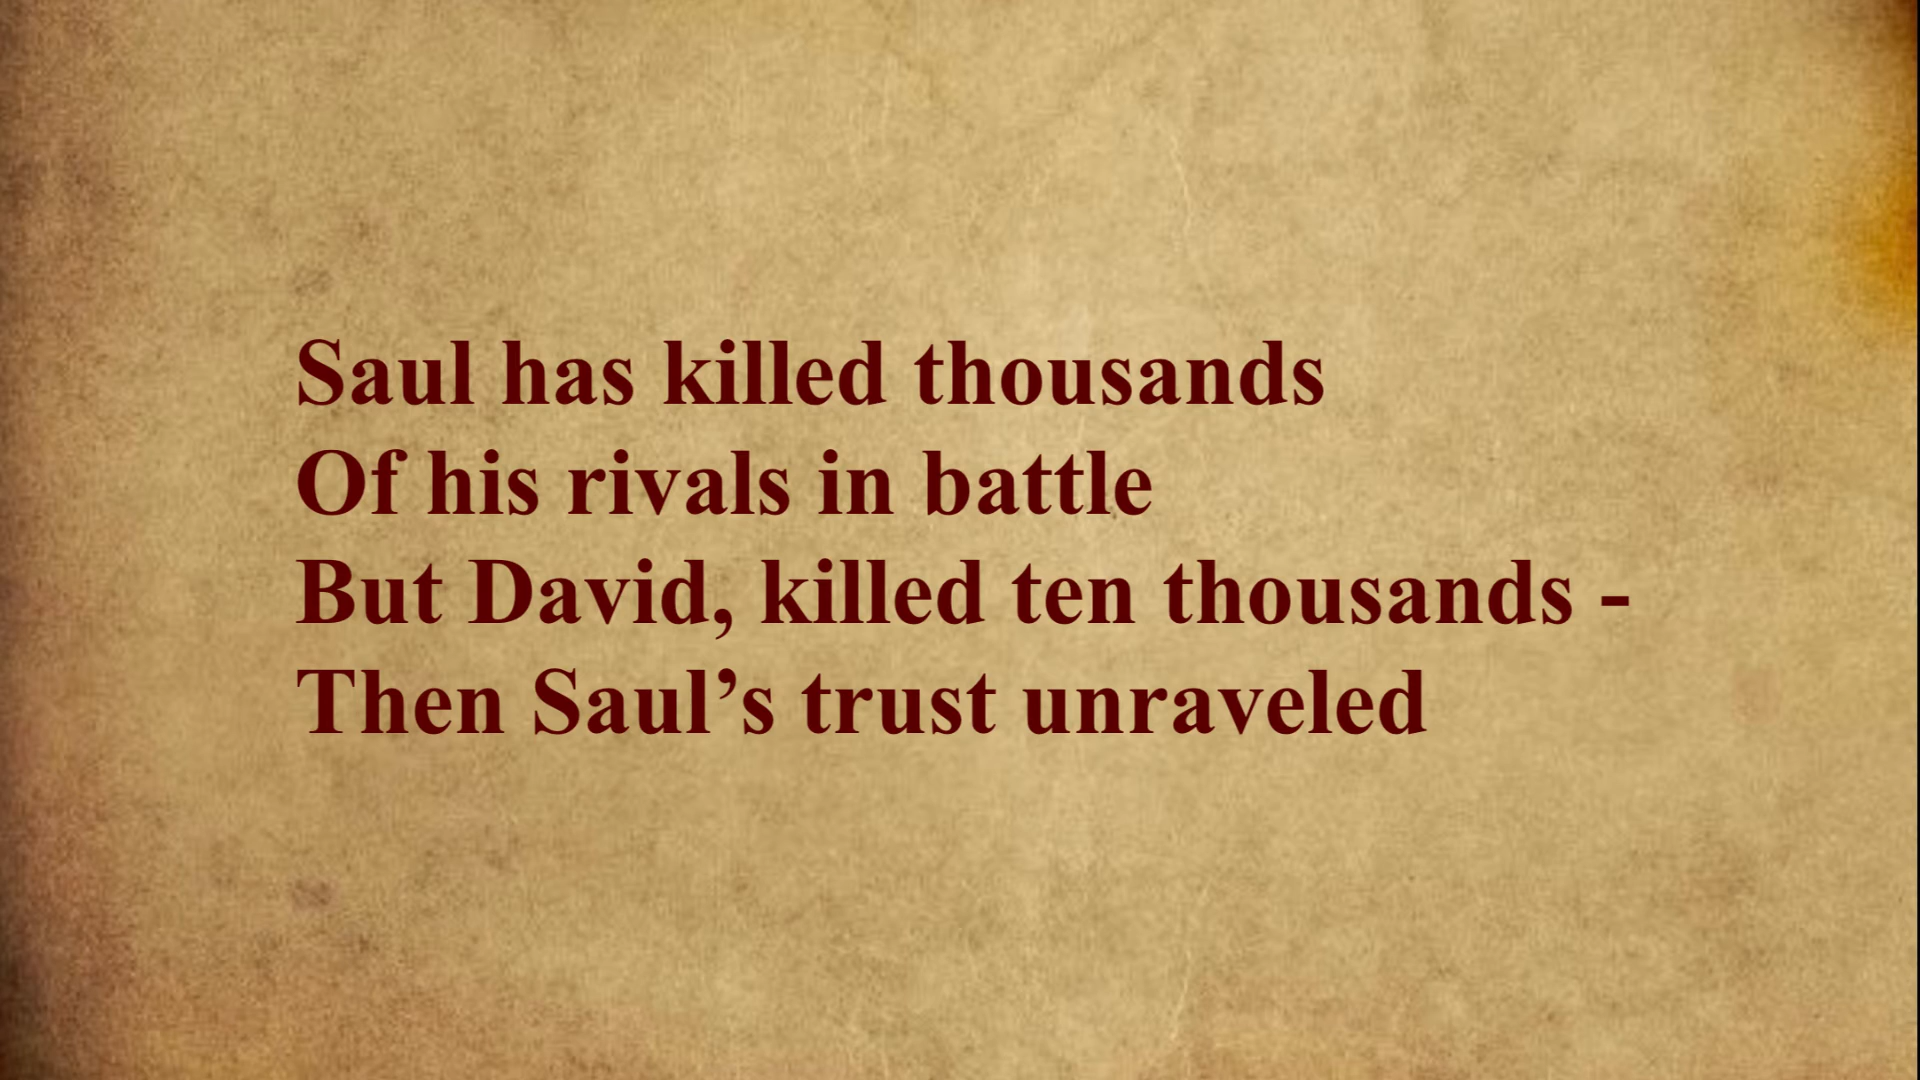 Saul has killed thousands
Of his rivals in battle
But David, killed ten thousands -
Then Saul’s trust unraveled